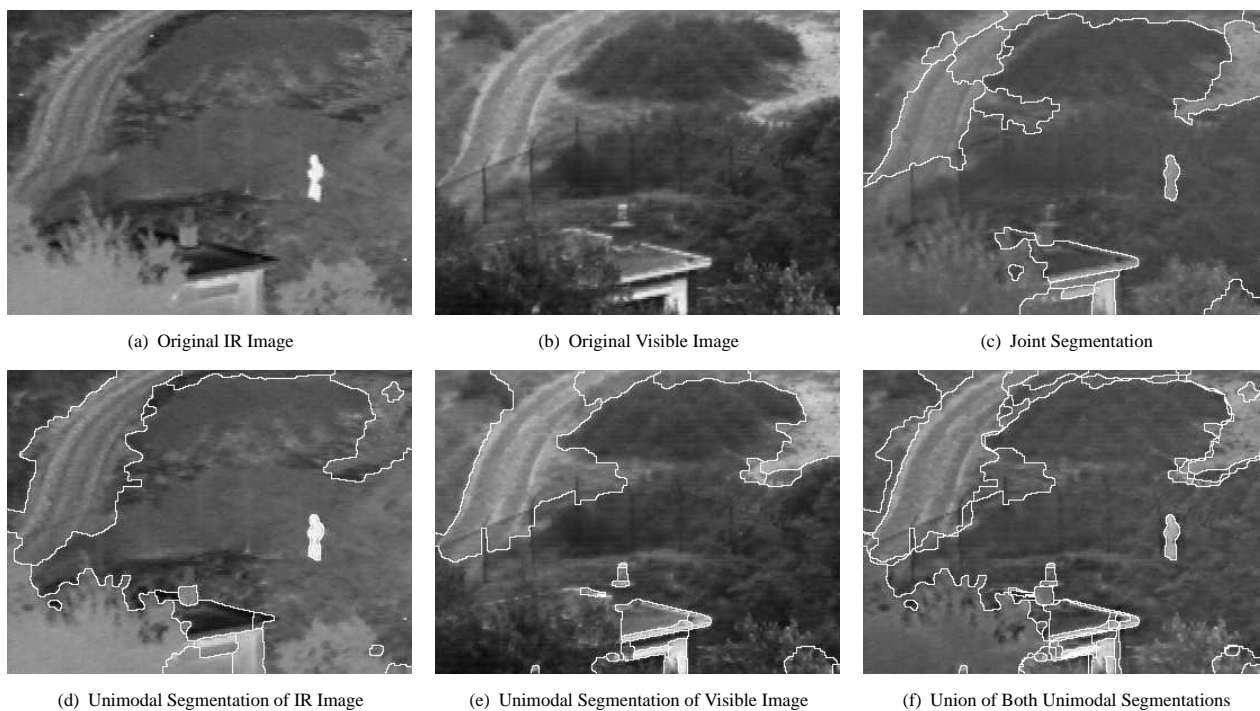 (a) Original IR Image
(b) Original Visible Image
(c) Joint Segmentation
(d) Unimodal Segmentation of IR Image
(e) Unimodal Segmentation of Visible Image
(f) Union of Both Unimodal Segmentations